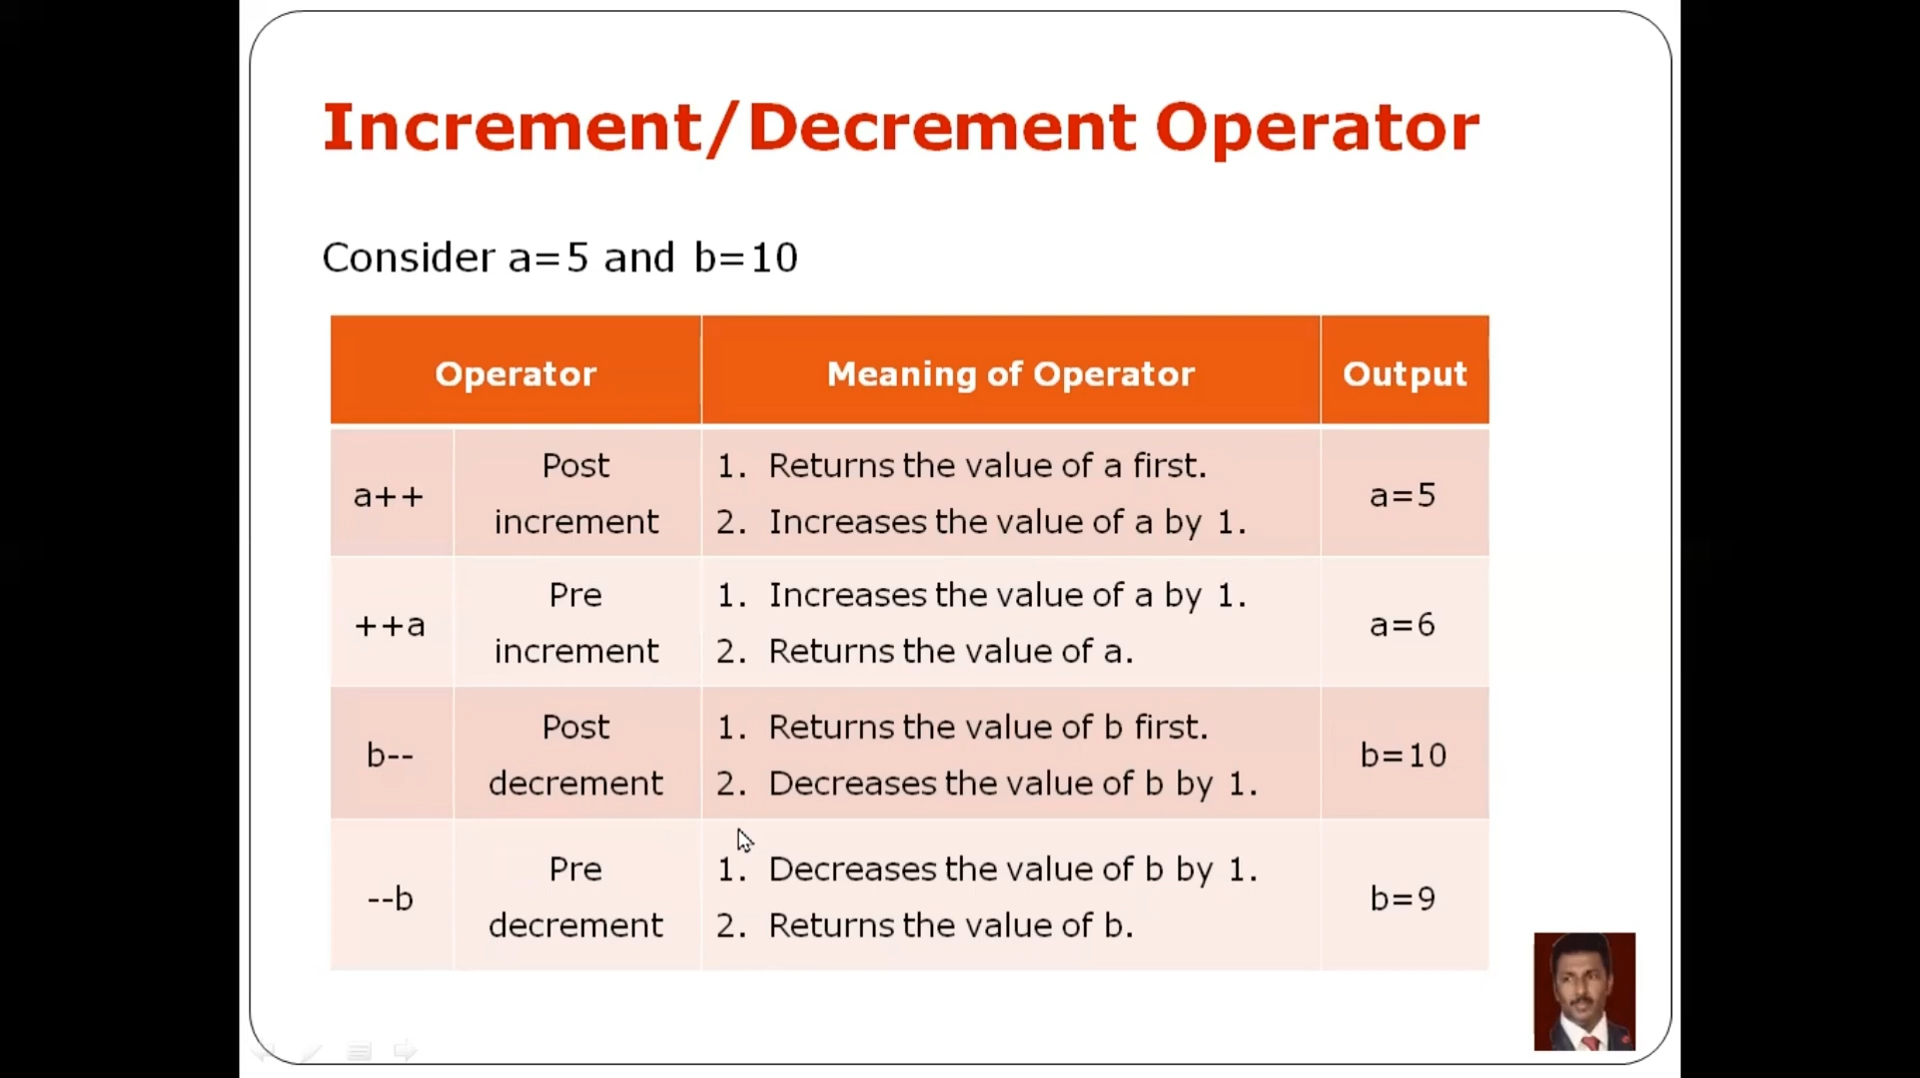 Increment/Decrement Operator
Consider a=5 and b=10
Operator
Meaning of Operator
Output
a++
Post
increment
1. Returns the value of a first.
2. Increases the value of a by 1.
a=5
++a
Pre
increment
1. Increases the value of a by 1.
2. Returns the value of a.
a=6
b--
Post
decrement
1. Returns the value of b first.
2. Decreases the value of b by 1.
b=10
--b
Pre
decrement
1. Decreases the value of b by 1.
2. Returns the value of b.
b=9